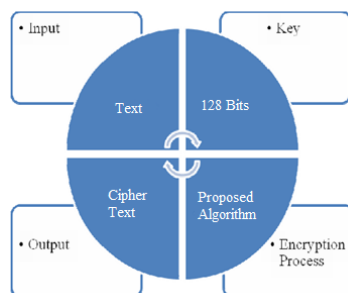 • Input
• Key
Text
128 Bits
Cipher
Text
Proposed
Algorithm
• Output
• Encryption
Process